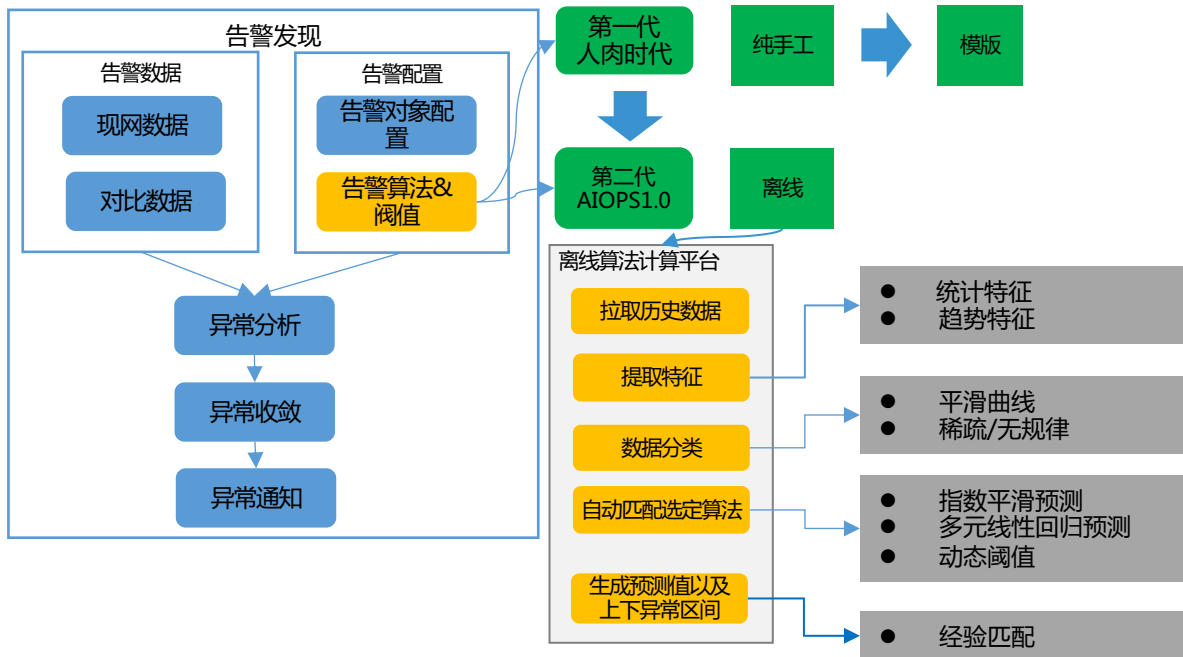 告警发现
告警数据
现网数据
对比数据
告警配置
告警对象配
置
告警算法&
阀值
异常分析
异常收敛
异常通知
第一代
人肉时代
纯手工
模版
第二代
AIOPS1.0
离线
离线算法计算平台
拉取历史数据
提取特征
数据分类
自动匹配选定算法
生成预测值以及
上下异常区间
● 统计特征
● 趋势特征
● 平滑曲线
● 稀疏/无规律
● 指数平滑预测
● 多元线性回归预测
● 动态阈值
● 经验匹配